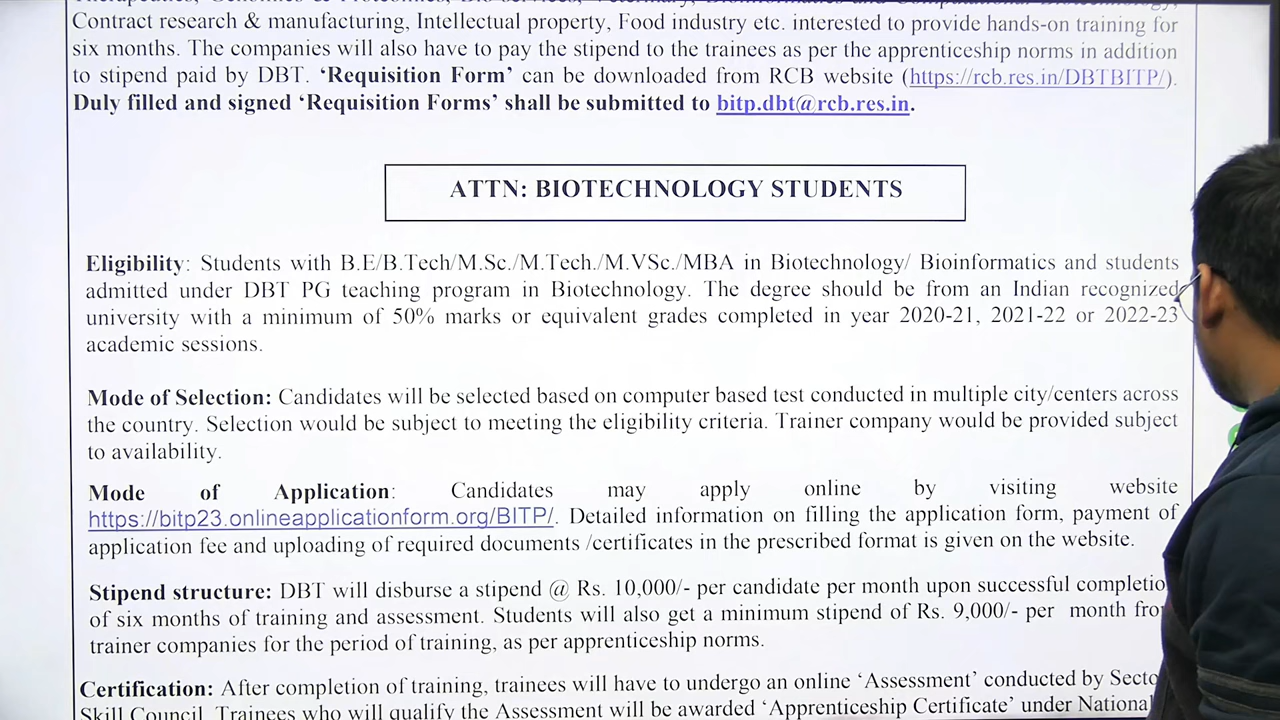 Contract research & manufacturing, Intellectual property, Food industry etc. interested to provide hands-on training for
six months. The companies will also have to pay the stipend to the trainees as per the apprenticeship norms in addition
to stipend paid by DBT. ‘Requisition Form’ can be downloaded from RCB website (https://rcb.res.in/DBTBITP/).
Duly filled and signed ‘Requisition Forms’ shall be submitted to bitp.dbt@rcb.res.in.
ATTN: BIOTECHNOLOGY STUDENTS
Eligibility: Students with B.E/B.Tech/M.Sc./M.Tech./M.VSc./MBA in Biotechnology/ Bioinformatics and students
admitted under DBT PG teaching program in Biotechnology. The degree should be from an Indian recognized
university with a minimum of 50% marks or equivalent grades completed in year 2020-21, 2021-22 or 2022-23
academic sessions.
Mode of Selection: Candidates will be selected based on computer based test conducted in multiple city/centers across
the country. Selection would be subject to meeting the eligibility criteria. Trainer company would be provided subject
to availability.
Mode of Application: Candidates may apply online by visiting website
https://bitp23.onlineapplicationform.org/BITP/. Detailed information on filling the application form, payment of
application fee and uploading of required documents /certificates in the prescribed format is given on the website.
Stipend structure: DBT will disburse a stipend @ Rs. 10,000/- per candidate per month upon successful completio
of six months of training and assessment. Students will also get a minimum stipend of Rs. 9,000/- per month fro
trainer companies for the period of training, as per apprenticeship norms.
Certification: After completion of training, trainees will have to undergo an online ‘Assessment’ conducted by Secto
Skill Council. Trainees who will qualify the Assessment will be awarded ‘Apprenticeship Certificate’ under National